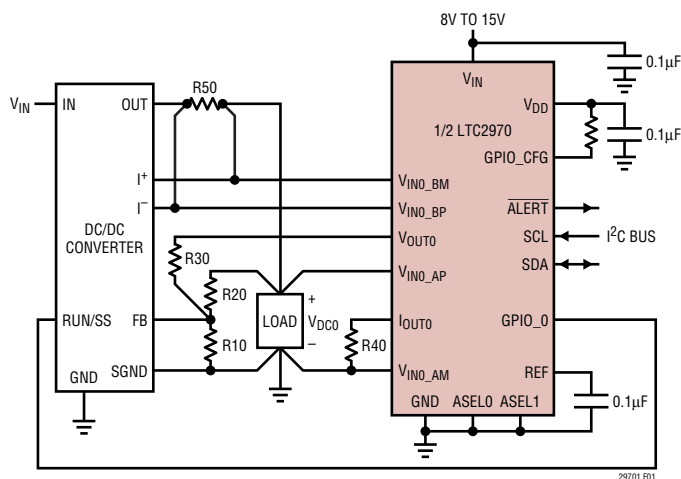 8V TO 15V
0.1µF
V_IN
R50
V_IN
IN
OUT
V_DD
0.1µF
1/2 LTC2970
GPIO_CFG
I+
V_IN0_BM
I–
V_IN0_BP
ALERT
DC/DC
CONVERTER
V_OUT0
SCL
I2C BUS
R30
R20
V_IN0_AP
SDA
+
RUN/SS
FB
LOAD
V_DC0
I_OUT0
GPIO_0
R10
–
R40
SGND
V_IN0_AM
REF
GND
GND
ASEL0
ASEL1
0.1µF
29701 F01